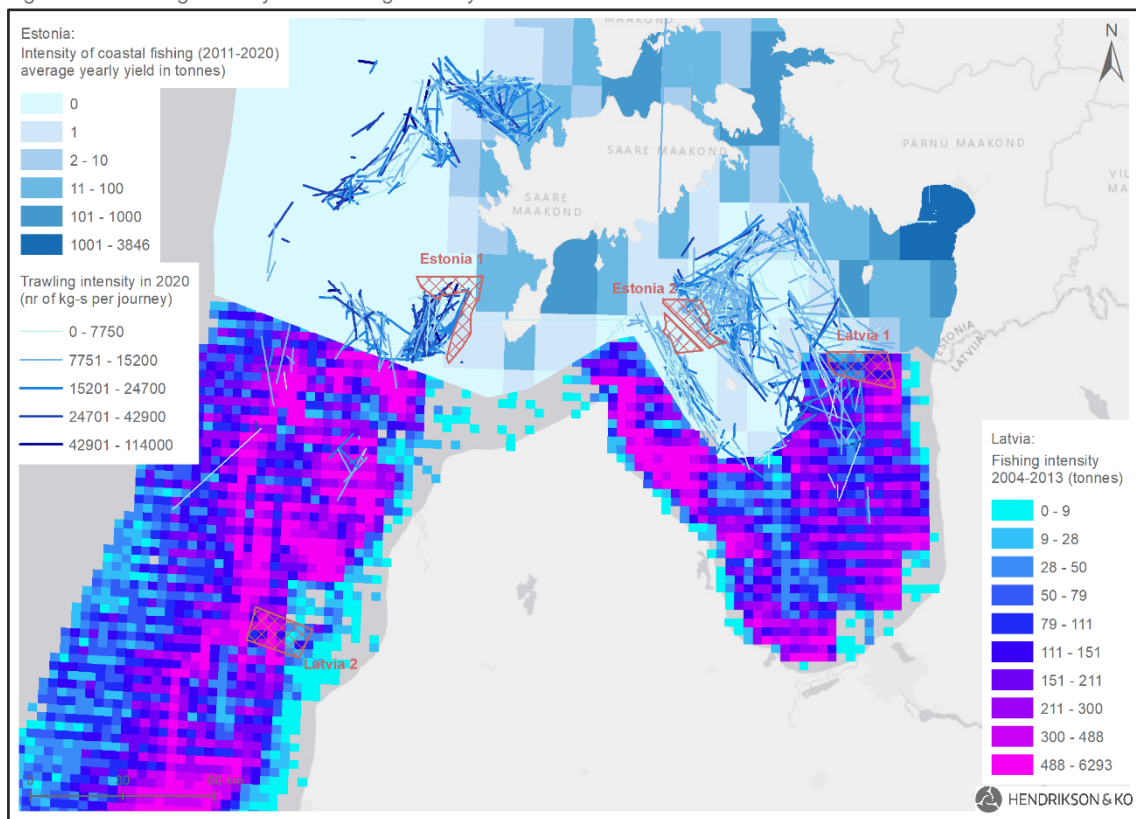 Estonia:
Intensity of coastal fishing (2011-2020)
average yearly yield in tonnes)
0
1
2 - 10
11 - 100
101 - 1000
1001 - 3846
Trawling intensity in 2020
(nr of kg-s per journey)
0 - 7750
7751 - 15200
15201 - 24700
24701 - 42900
42901 - 114000
N
MAAKOND
SAARE MAAKOND
PÄRNU MAAKOND
SAARE
MAAKOND
Estonia 1
Estonia 2
Latvia 1
ESTONIA
LATVIJA
Latvia 2
Latvia:
Fishing intensity
2004-2013 (tonnes)
0 - 9
9 - 28
28 - 50
50 - 79
79 - 111
111 - 151
151 - 211
211 - 300
300 - 488
488 - 6293
HENDRIKSON & KO